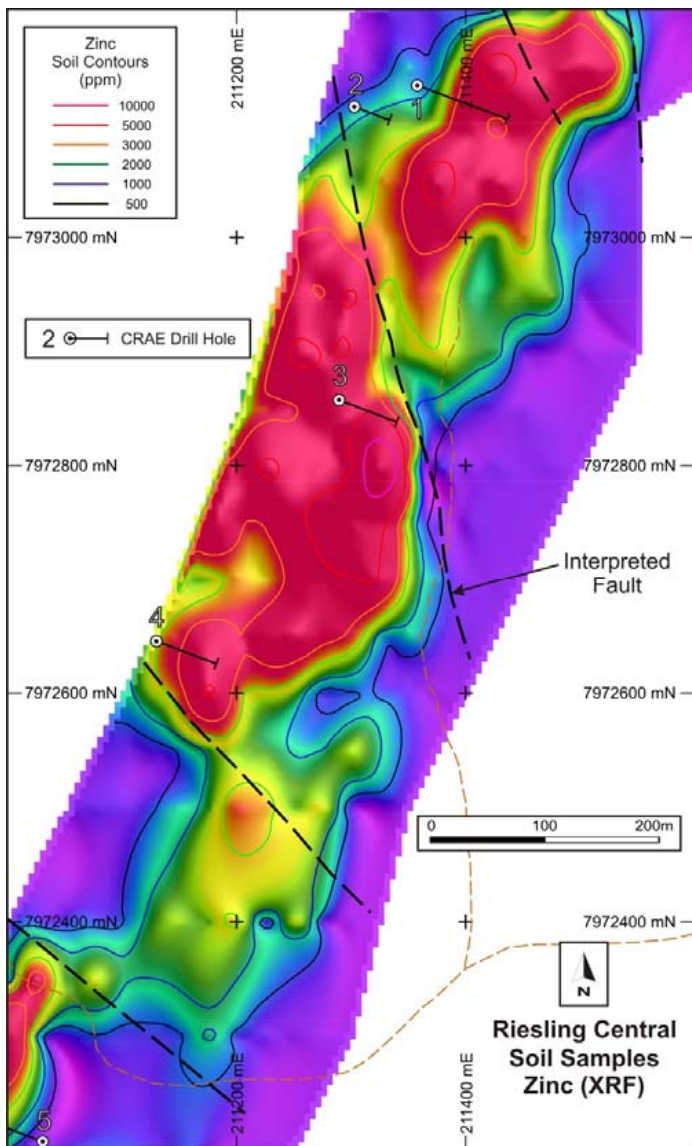 Zinc
Soil Contours
(ppm)
10000
5000
3000
2000
1000
500
211200 mE
211400 mE
2
1
7973000 mN
7973000 mN
2 CRAE Drill Hole
3
7972800 mN
7972800 mN
Interpreted
Fault
4
7972600 mN
7972600 mN
0 100 200m
7972400 mN
7972400 mN
N
Riesling Central
Soil Samples
Zinc (XRF)
211200 mE
211400 mE
5